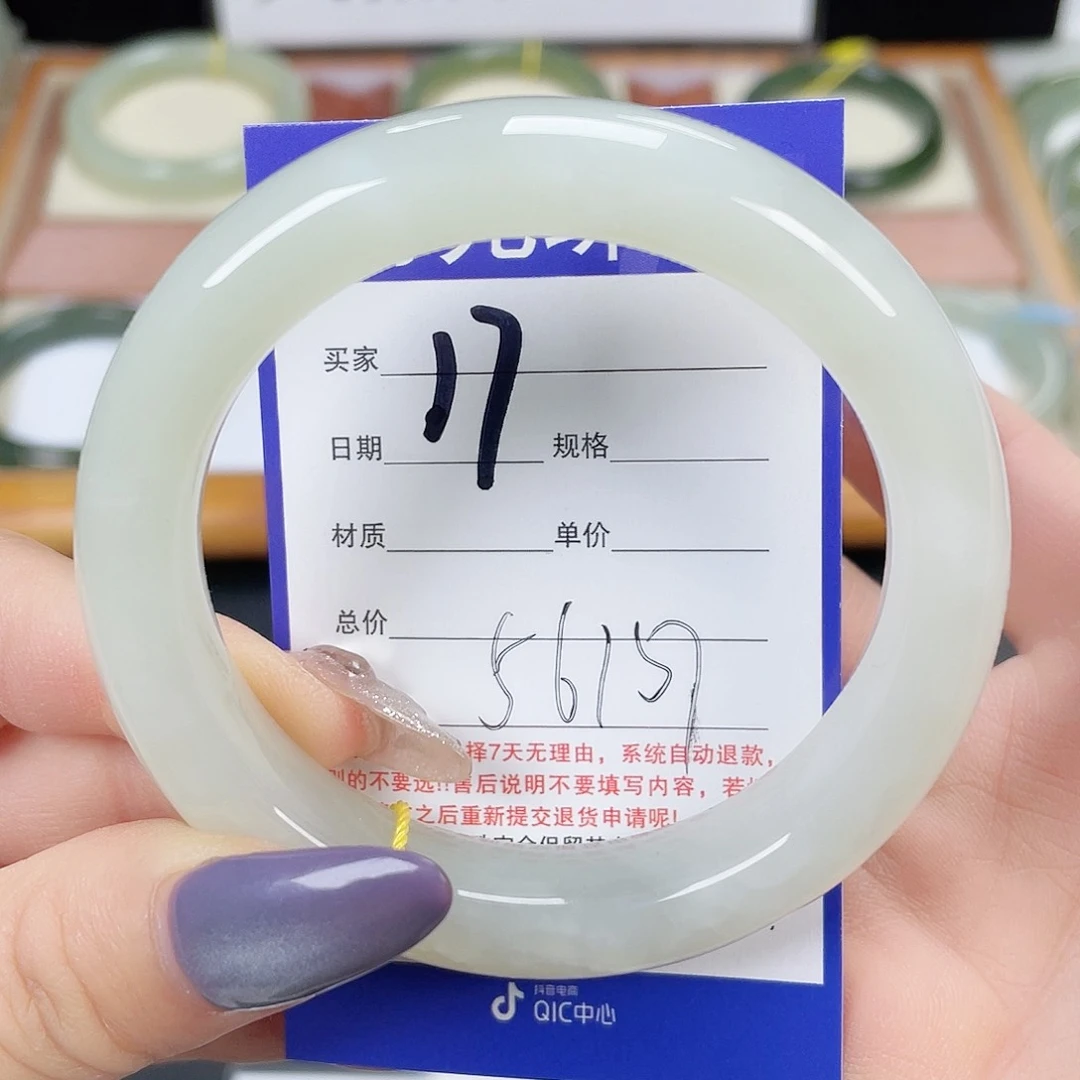 17
买家
日期 规格
材质 单价
总价
56157
择7天无理由，系统自动退款，
的不要选!!售后说明不要填写内容，若
之后重新提交退货申请呢!
抖音电商
QIC中心